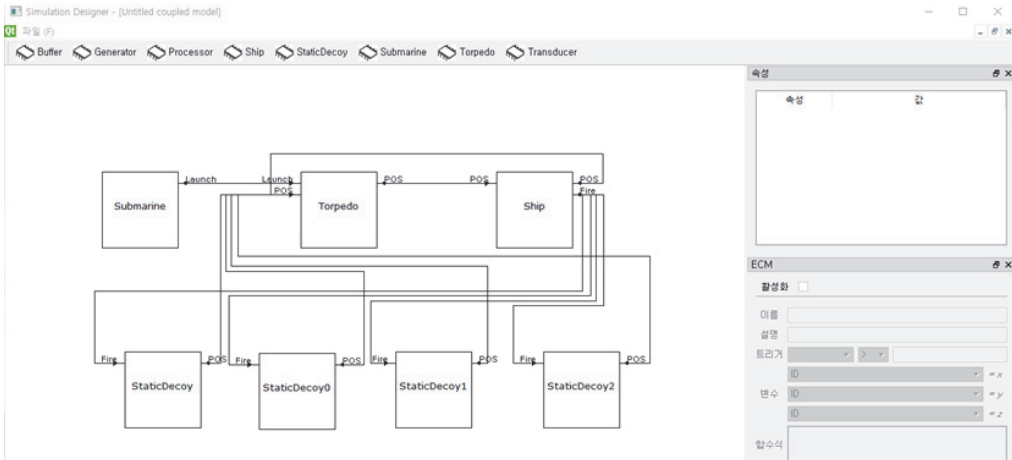 Simulation Designer - [Untitled coupled model]
Qt 파일 (F)
Buffer Generator Processor Ship StaticDecoy Submarine Torpedo Transducer
속성
속성 값
Launch Launch POS POS POS
POS Fire
Submarine Torpedo Ship
ECM
활성화
이름
설명
트리거 >
ID = x
변수 ID = y
ID = z
함수식
Fire POS Fire POS Fire POS Fire POS
StaticDecoy StaticDecoy0 StaticDecoy1 StaticDecoy2